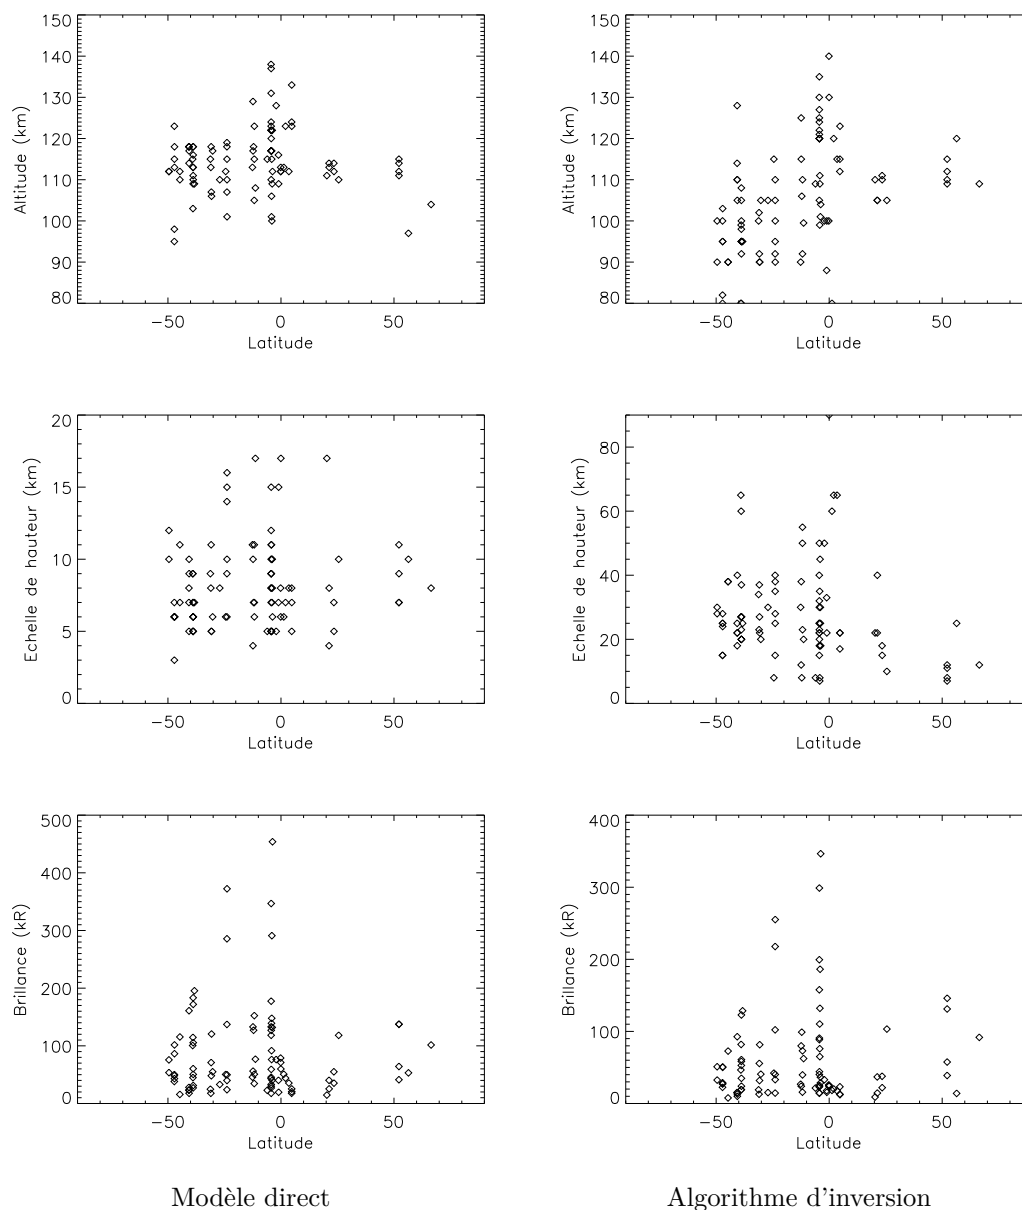 150 150
140 140
130 130
120 120
110 110
100 100
90 90
80 80
Altitude (km) Altitude (km)
−50 0 50 −50 0 50
Latitude Latitude
20
15
10
5
0
80
60
40
20
0
Echelle de hauteur (km) Echelle de hauteur (km)
−50 0 50 −50 0 50
Latitude Latitude
500
400
300
200
100
0
400
300
200
100
0
Brillance (kR) Brillance (kR)
−50 0 50 −50 0 50
Latitude Latitude
Modèle direct Algorithme d'inversion